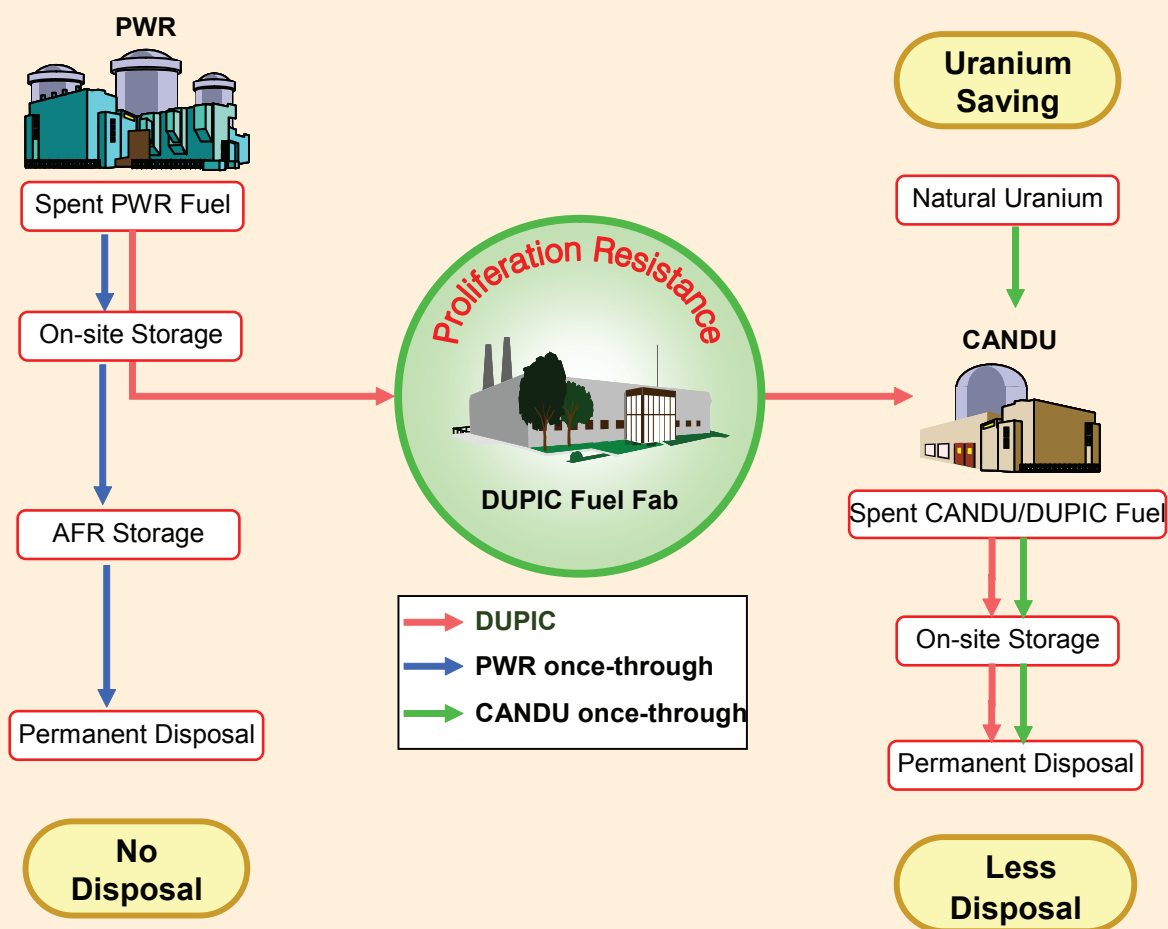 PWR
Spent PWR Fuel
On-site Storage
AFR Storage
Permanent Disposal
No
Disposal
Proliferation Resistance
DUPIC Fuel Fab
DUPIC
PWR once-through
CANDU once-through
Uranium
Saving
Natural Uranium
CANDU
Spent CANDU/DUPIC Fuel
On-site Storage
Permanent Disposal
Less
Disposal